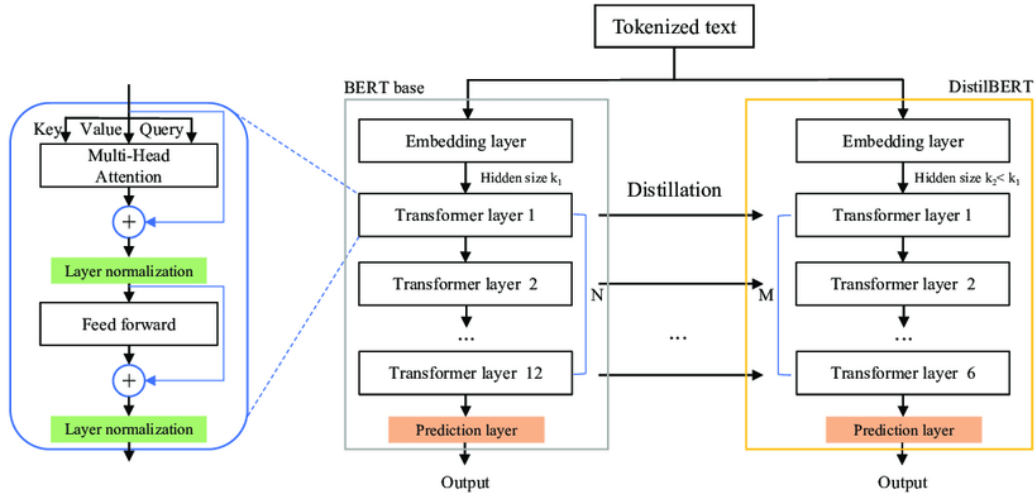 Tokenized text
BERT base
DistilBERT
Key
Value
Query
Multi-Head
Attention
+
Layer normalization
Feed forward
+
Layer normalization
Embedding layer
Hidden size k₁
Transformer layer 1
Transformer layer 2
...
Transformer layer 12
Prediction layer
Output
N
Distillation
...
M
Embedding layer
Hidden size k₂< k₁
Transformer layer 1
Transformer layer 2
...
Transformer layer 6
Prediction layer
Output